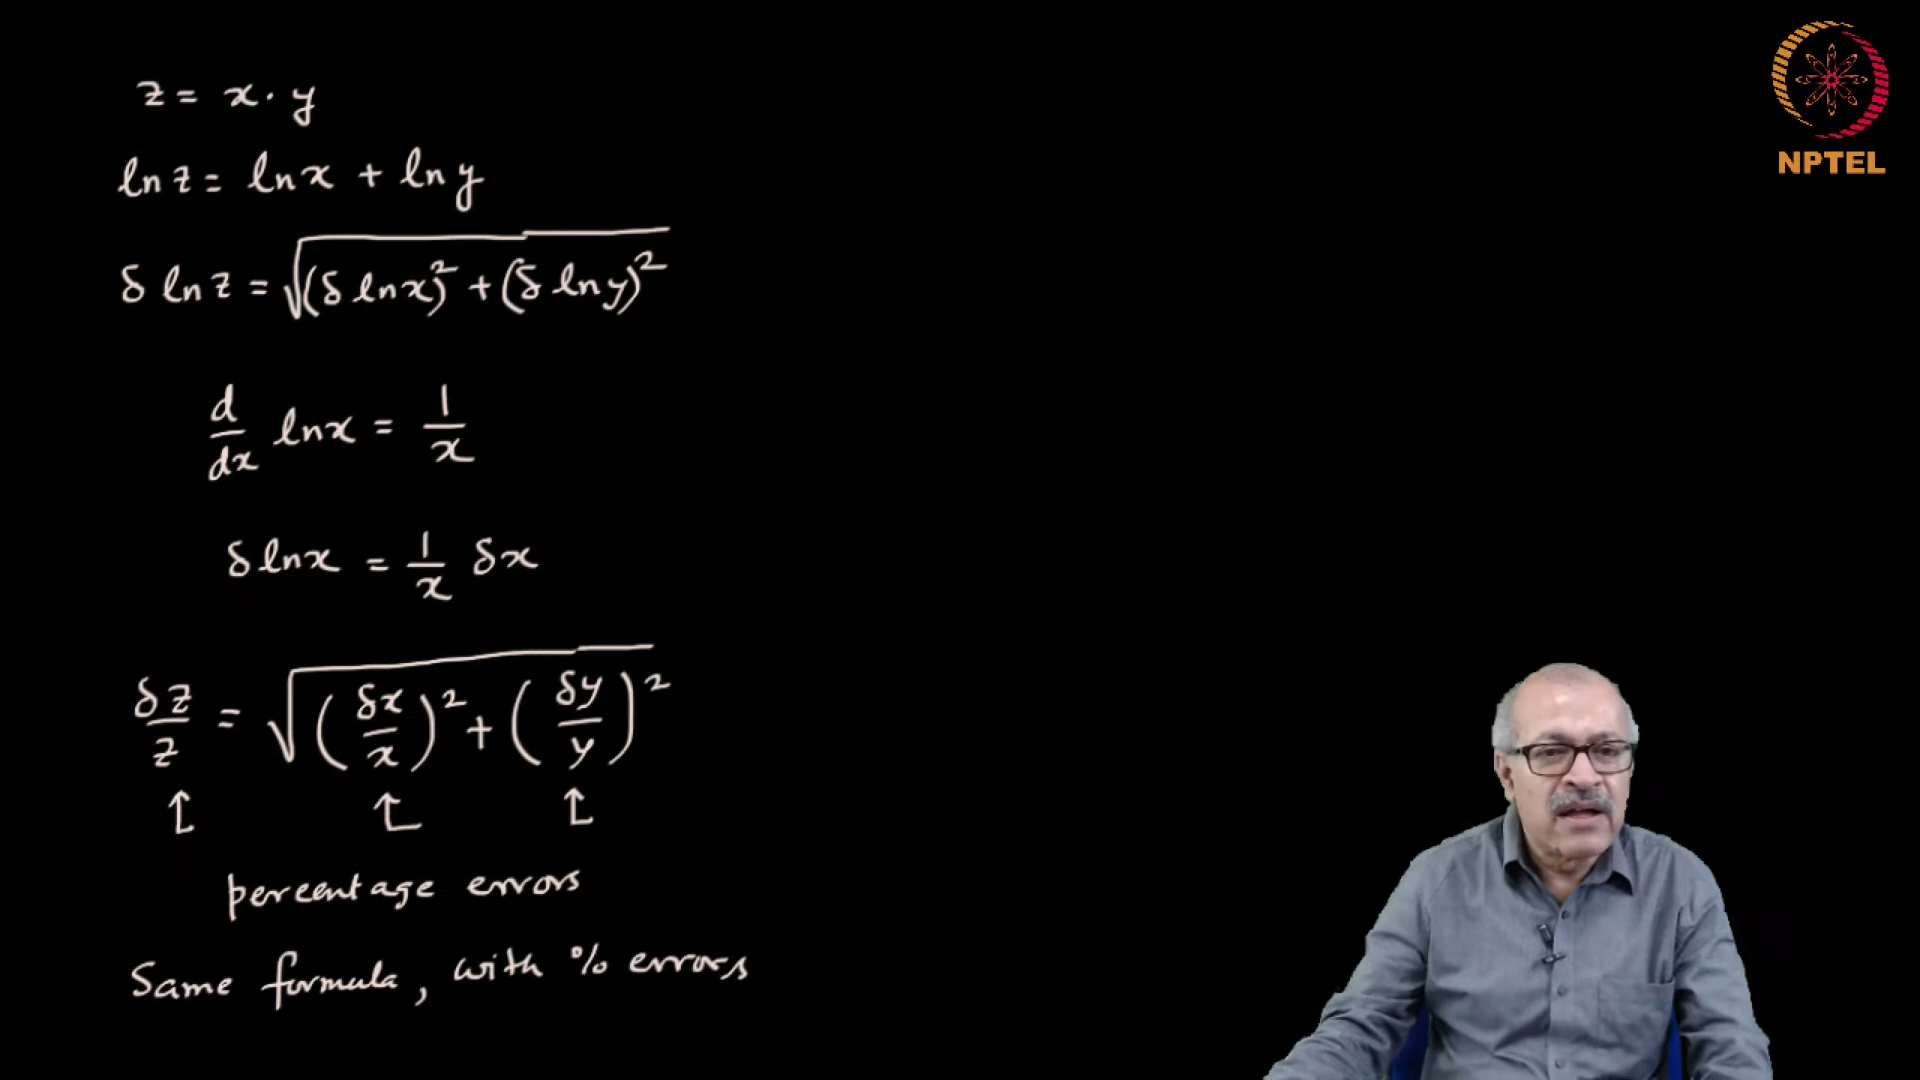 z = x · y
ln z = ln x + ln y
δ ln z = √((δ ln x)² + (δ ln y)²)
d/dx ln x = 1/x
δ ln x = 1/x δx
δz/z = √((δx/x)² + (δy/y)²)
percentage errors
Same formula, with % errors
NPTEL